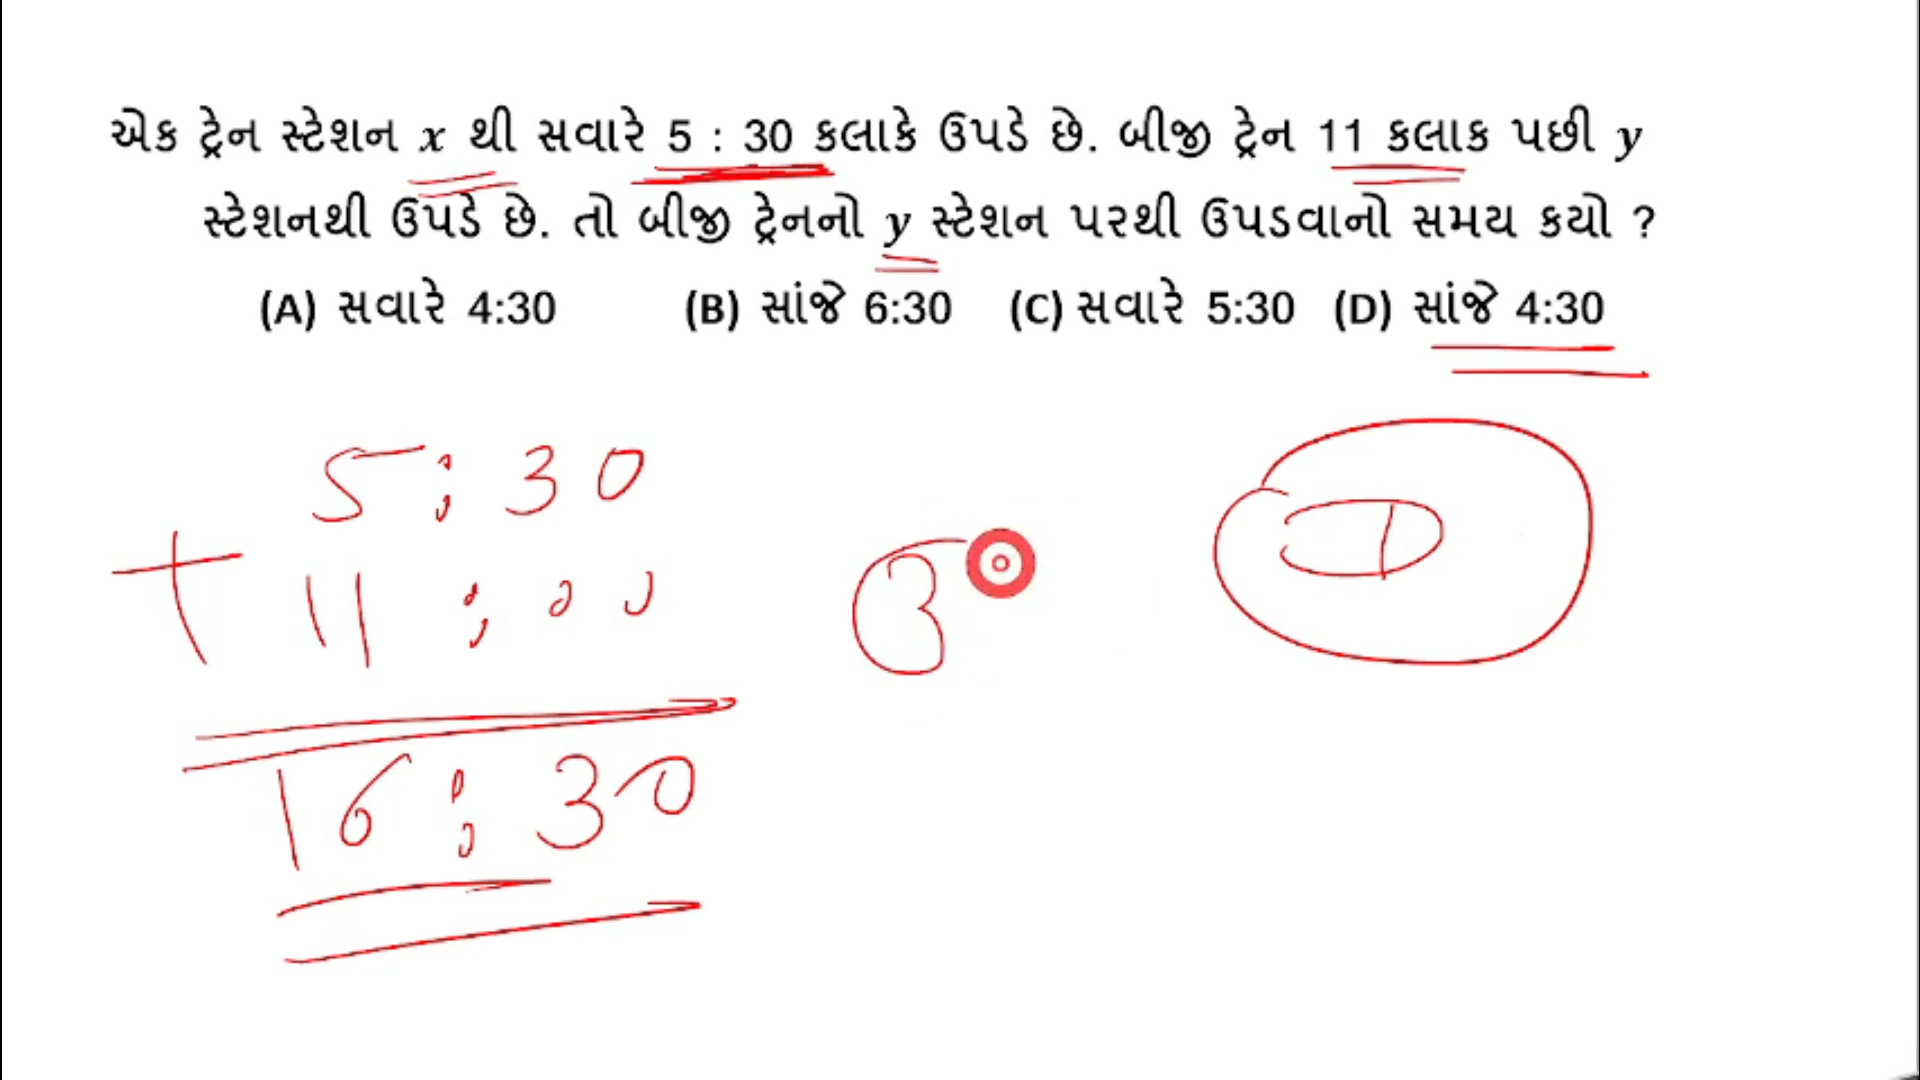 એક ટ્રેન સ્ટેશન x થી સવારે 5 : 30 કલાકે ઉપડે છે. બીજી ટ્રેન 11 કલાક પછી y
સ્ટેશનથી ઉપડે છે. તો બીજી ટ્રેનનો y સ્ટેશન પરથી ઉપડવાનો સમય કયો ?
(A) સવારે 4:30 (B) સાંજે 6:30 (C) સવારે 5:30 (D) સાંજે 4:30
5:30
+ 11:00
16:30